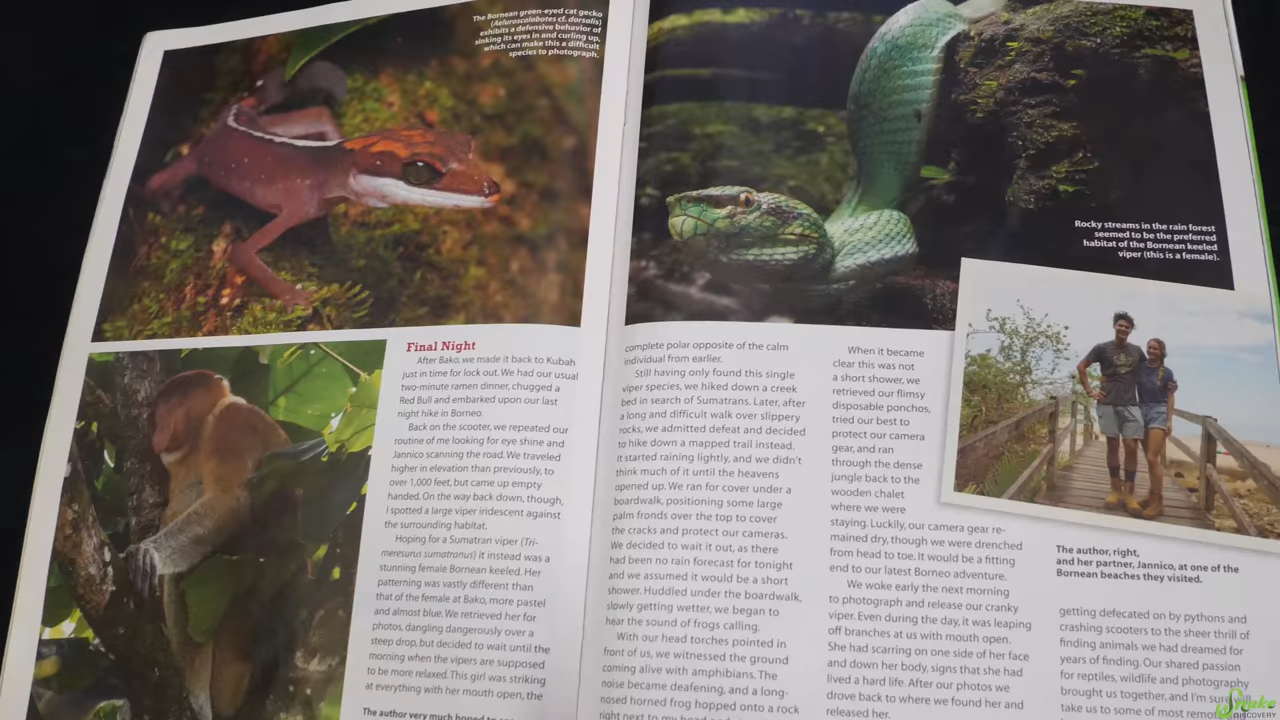 The Bornean green-eyed cat gecko
(Aeluroscalabotes cf. dorsalis)
exhibits a defensive behavior of
sinking its eyes in and curling up,
which can make this a difficult
species to photograph.
Rocky streams in the rain forest
seemed to be the preferred
habitat of the Bornean keeled
viper (this is a female).
Final Night
After Bako, we made it back to Kubah
just in time for lock out. We had our usual
two-minute ramen dinner, chugged a
Red Bull and embarked upon our last
night hike in Borneo.
Back on the scooter, we repeated our
routine of me looking for eye shine and
Jannico scanning the road. We traveled
higher in elevation than previously, to
over 1,000 feet, but came up empty
handed. On the way back down, though,
I spotted a large viper iridescent against
the surrounding habitat.
Hoping for a Sumatran viper (Tri-
meresurus sumatranus) it instead was a
stunning female Bornean keeled. Her
patterning was vastly different than
that of the female at Bako, more pastel
and almost blue. We retrieved her for
photos, dangling dangerously over a
steep drop, but decided to wait until the
morning when the vipers are supposed
to be more relaxed. This girl was striking
at everything with her mouth open, the
The author very much hoped to
complete polar opposite of the calm
individual from earlier.
Still having only found this single
viper species, we hiked down a creek
bed in search of Sumatrans. Later, after
a long and difficult walk over slippery
rocks, we admitted defeat and decided
to hike down a mapped trail instead.
It started raining lightly, and we didn't
think much of it until the heavens
opened up. We ran for cover under a
boardwalk, positioning some large
palm fronds over the top to cover
the cracks and protect our cameras.
We decided to wait it out, as there
had been no rain forecast for tonight
and we assumed it would be a short
shower. Huddled under the boardwalk,
slowly getting wetter, we began to
hear the sound of frogs calling.
With our head torches pointed in
front of us, we witnessed the ground
coming alive with amphibians. The
noise became deafening, and a long-
nosed horned frog hopped onto a rock
right next to my head
When it became
clear this was not
a short shower, we
retrieved our flimsy
disposable ponchos,
tried our best to
protect our camera
gear, and ran
through the dense
jungle back to the
wooden chalet
where we were
staying. Luckily, our camera gear re-
mained dry, though we were drenched
from head to toe. It would be a fitting
end to our latest Borneo adventure.
We woke early the next morning
to photograph and release our cranky
viper. Even during the day, it was leaping
off branches at us with mouth open.
She had scarring on one side of her face
and down her body, signs that she had
lived a hard life. After our photos we
drove back to where we found her and
released her.
The author, right,
and her partner, Jannico, at one of the
Bornean beaches they visited.
getting defecated on by pythons and
crashing scooters to the sheer thrill of
finding animals we had dreamed for
years of finding. Our shared passion
for reptiles, wildlife and photography
brought us together, and I'm sure will
take us to some of most
Snake
DISCOVERY